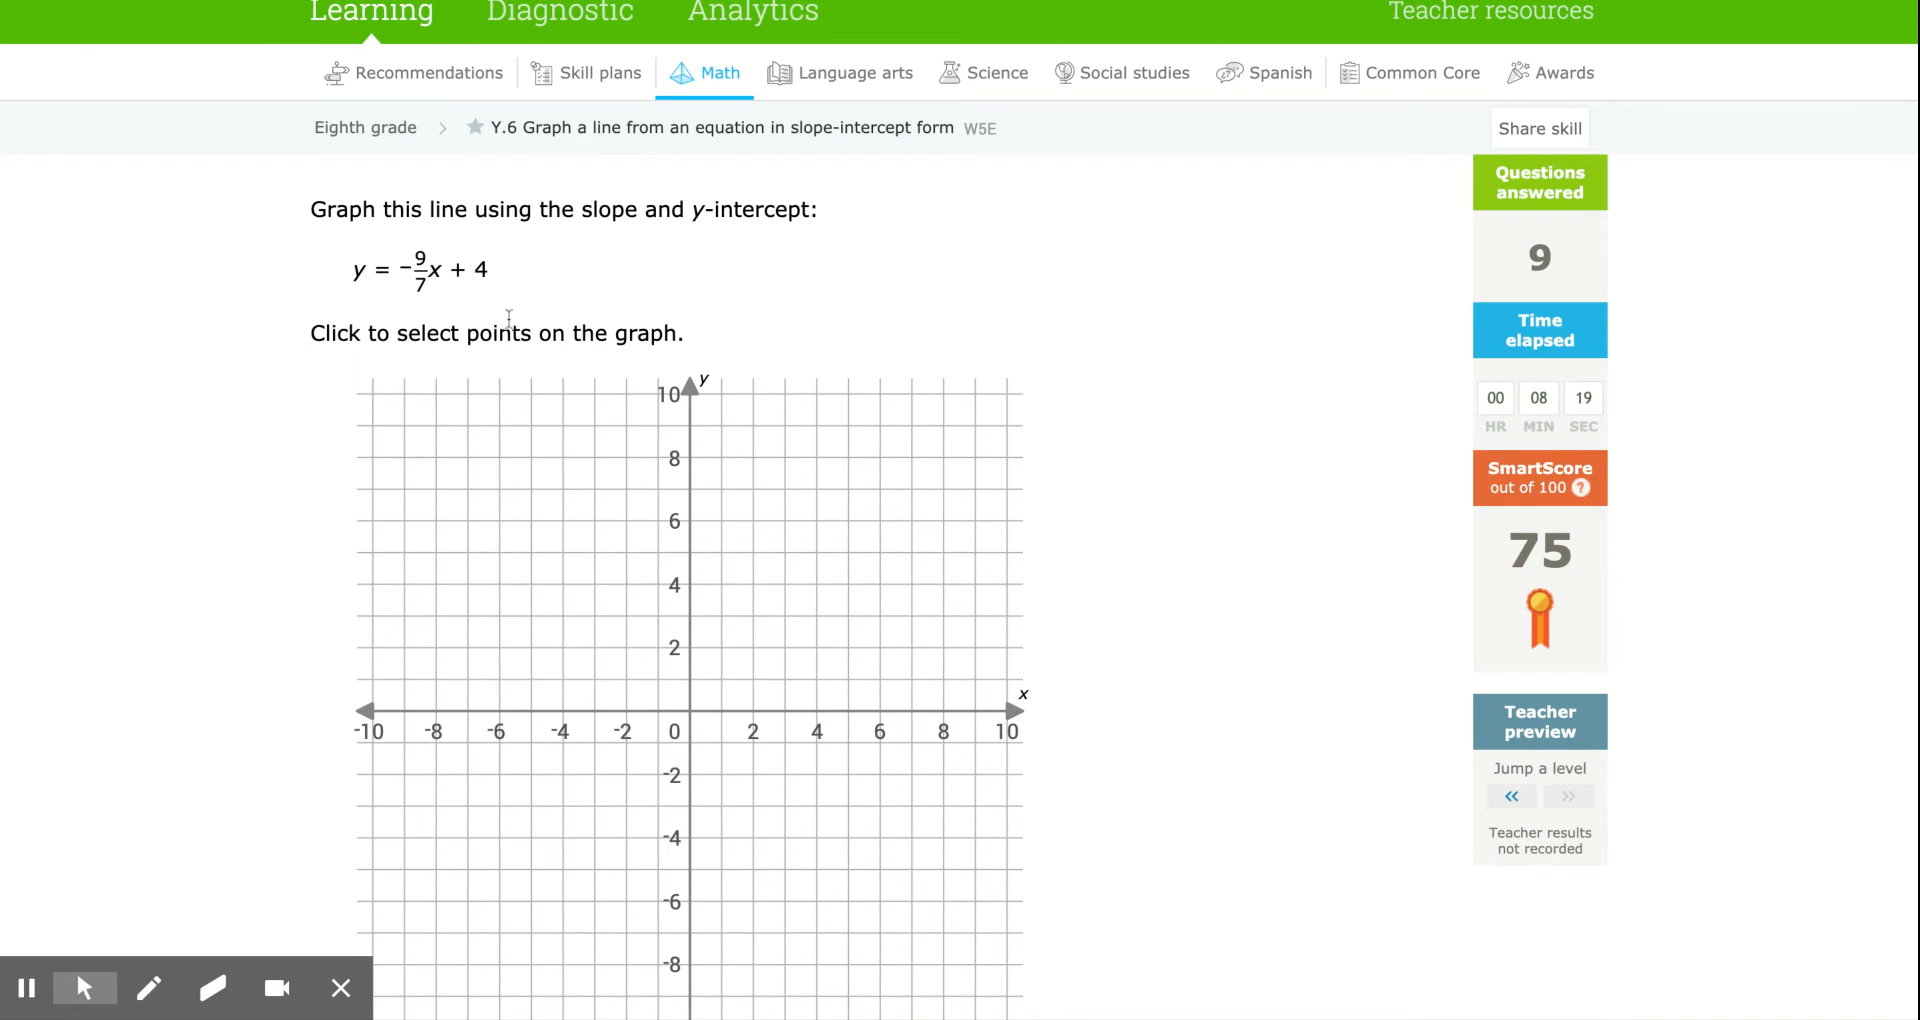 Learning Diagnostic Analytics Teacher resources
Recommendations Skill plans Math Language arts Science Social studies Spanish Common Core Awards
Eighth grade > Y.6 Graph a line from an equation in slope-intercept form W5E Share skill
Questions
answered
9
Time
elapsed
00 08 19
HR MIN SEC
SmartScore
out of 100 ?
75
Teacher
preview
Jump a level
« »
Teacher results
not recorded
Graph this line using the slope and y-intercept:
y = -9/7x + 4
Click to select points on the graph.
y
10
8
6
4
2
x
-10 -8 -6 -4 -2 0 2 4 6 8 10
-2
-4
-6
-8